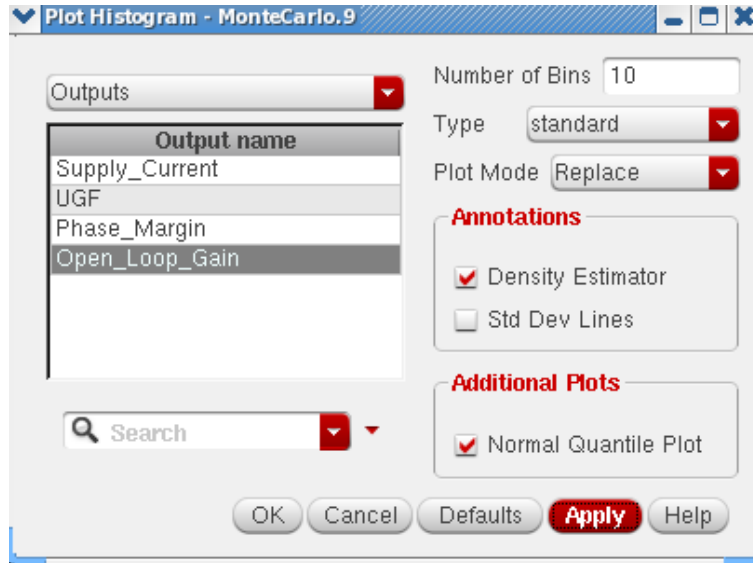 Plot Histogram - MonteCarlo.9
Outputs
Output name
Supply_Current
UGF
Phase_Margin
Open_Loop_Gain
Search
Number of Bins 10
Type standard
Plot Mode Replace
Annotations
Density Estimator
Std Dev Lines
Additional Plots
Normal Quantile Plot
OK Cancel Defaults Apply Help